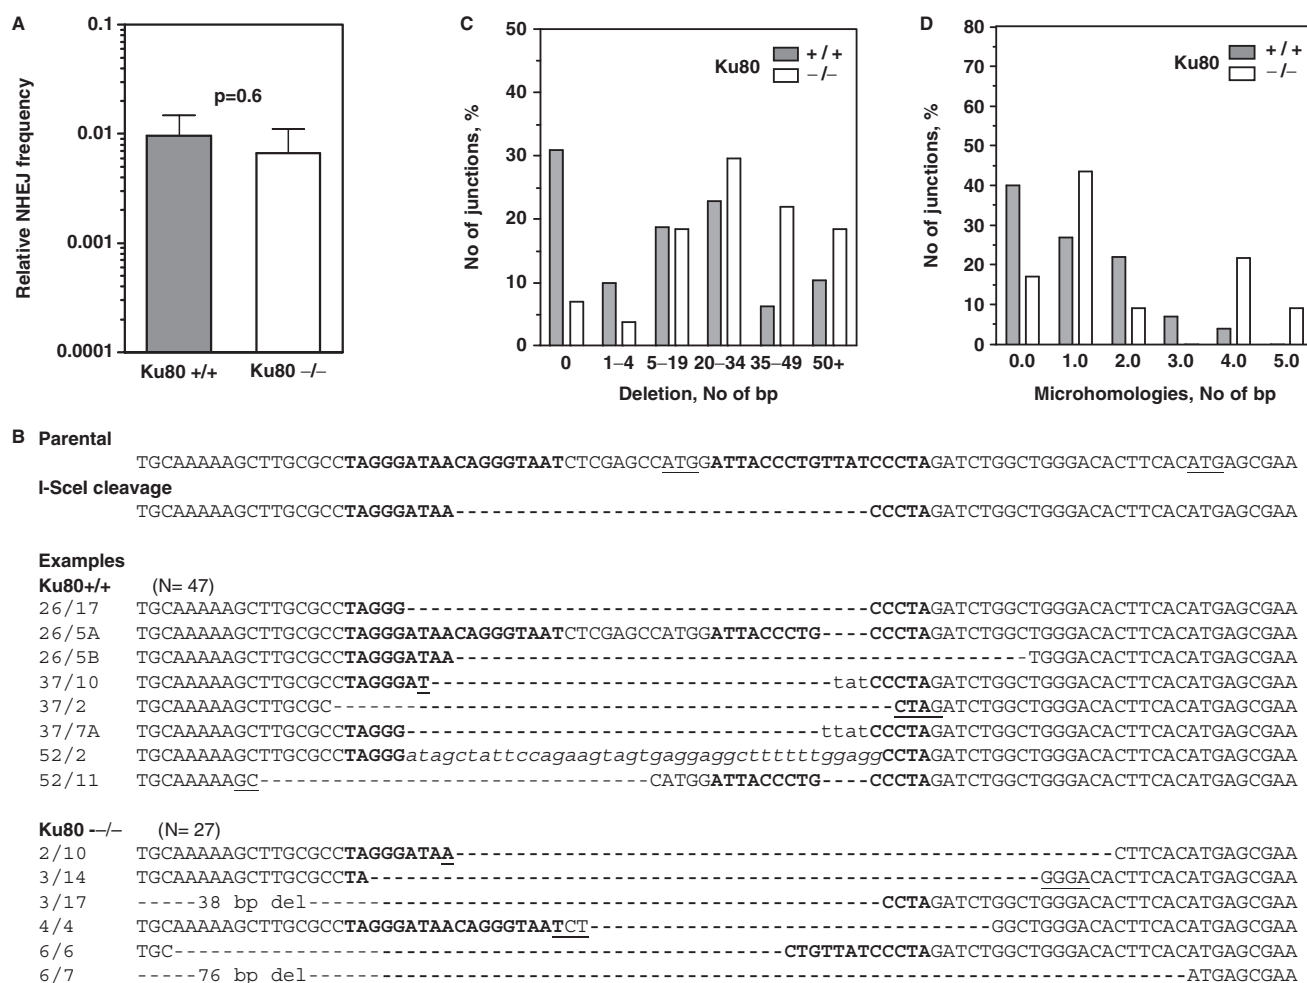 A
0.1
0.01
0.001
0.0001
Relative NHEJ frequency
p=0.6
Ku80 +/+
Ku80 –/–
C
50
40
30
20
10
0
No of junctions, %
Ku80
+/+
–/–
0 1–4 5–19 20–34 35–49 50+
Deletion, No of bp
D
80
70
60
50
40
30
20
10
0
No of junctions, %
Ku80
+/+
–/–
0.0 1.0 2.0 3.0 4.0 5.0
Microhomologies, No of bp
B Parental
TGCAAAAAGCTTGCGCCTAGGGATAACAGGGTAATCTCGAGCCATGGATTACCCTGTTATCCCTAGATCTGGCTGGGACACTTCACATGAGCGAA
I-SceI cleavage
TGCAAAAAGCTTGCGCCTAGGGATAA----------------------------------CCCTAGATCTGGCTGGGACACTTCACATGAGCGAA
Examples
Ku80+/+ (N= 47)
26/17 TGCAAAAAGCTTGCGCCTAGGG--------------------------------------CCCTAGATCTGGCTGGGACACTTCACATGAGCGAA
26/5A TGCAAAAAGCTTGCGCCTAGGGATAACAGGGTAATCTCGAGCCATGGATTACCCTG----CCCTAGATCTGGCTGGGACACTTCACATGAGCGAA
26/5B TGCAAAAAGCTTGCGCCTAGGGATAA-----------------------------------------------TGGGACACTTCACATGAGCGAA
37/10 TGCAAAAAGCTTGCGCCTAGGGAT---------------------------------tatCCCTAGATCTGGCTGGGACACTTCACATGAGCGAA
37/2 TGCAAAAAGCTTGCGC----------------------------------------------CTAGATCTGGCTGGGACACTTCACATGAGCGAA
37/7A TGCAAAAAGCTTGCGCCTAGGG----------------------------------ttatCCCTAGATCTGGCTGGGACACTTCACATGAGCGAA
52/2 TGCAAAAAGCTTGCGCCTAGGGatagctattccagaagtagtgaggaggcttttttggaggCCTAGATCTGGCTGGGACACTTCACATGAGCGAA
52/11 TGCAAAAAGC--------------------------------CATGGATTACCCTG----CCCTAGATCTGGCTGGGACACTTCACATGAGCGAA
Ku80 -–/– (N= 27)
2/10 TGCAAAAAGCTTGCGCCTAGGGATAA------------------------------------------------------CTTCACATGAGCGAA
3/14 TGCAAAAAGCTTGCGCCTA-------------------------------------------------------GGGACACTTCACATGAGCGAA
3/17 -----38 bp del-----------------------------------------------CCTAGATCTGGCTGGGACACTTCACATGAGCGAA
4/4 TGCAAAAAGCTTGCGCCTAGGGATAACAGGGTAATCT---------------------------------GGCTGGGACACTTCACATGAGCGAA
6/6 TGC--------------------------------------------------CTGTTATCCCTAGATCTGGCTGGGACACTTCACATGAGCGAA
6/7 -----76 bp del------------------------------------------------------------------------ATGAGCGAA